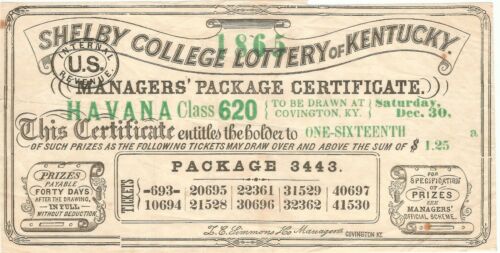 SHELBY COLLEGE LOTTERY OF KENTUCKY.
1865
INTERNAL
U.S.
REVENUE
MANAGERS' PACKAGE CERTIFICATE.
HAVANA Class 620 { TO BE DRAWN AT COVINGTON, KY. } Saturday, Dec. 30,
This Certificate entitles the holder to ONE-SIXTEENTH a
OF SUCH PRIZES AS THE FOLLOWING TICKETS MAY DRAW OVER AND ABOVE THE SUM OF $ 1.25
PACKAGE 3443.
PRIZES
PAYABLE
FORTY DAYS
AFTER THE DRAWING,
IN FULL
WITHOUT DEDUCTION
TICKETS
-693- 20695 22361 31529 40697
10694 21528 30696 32362 41530
FOR
SPECIFICATION
OF
PRIZES
SEE
MANAGERS'
OFFICIAL SCHEME.
Z. E. Simmons & Co Managers
COVINGTON KY.